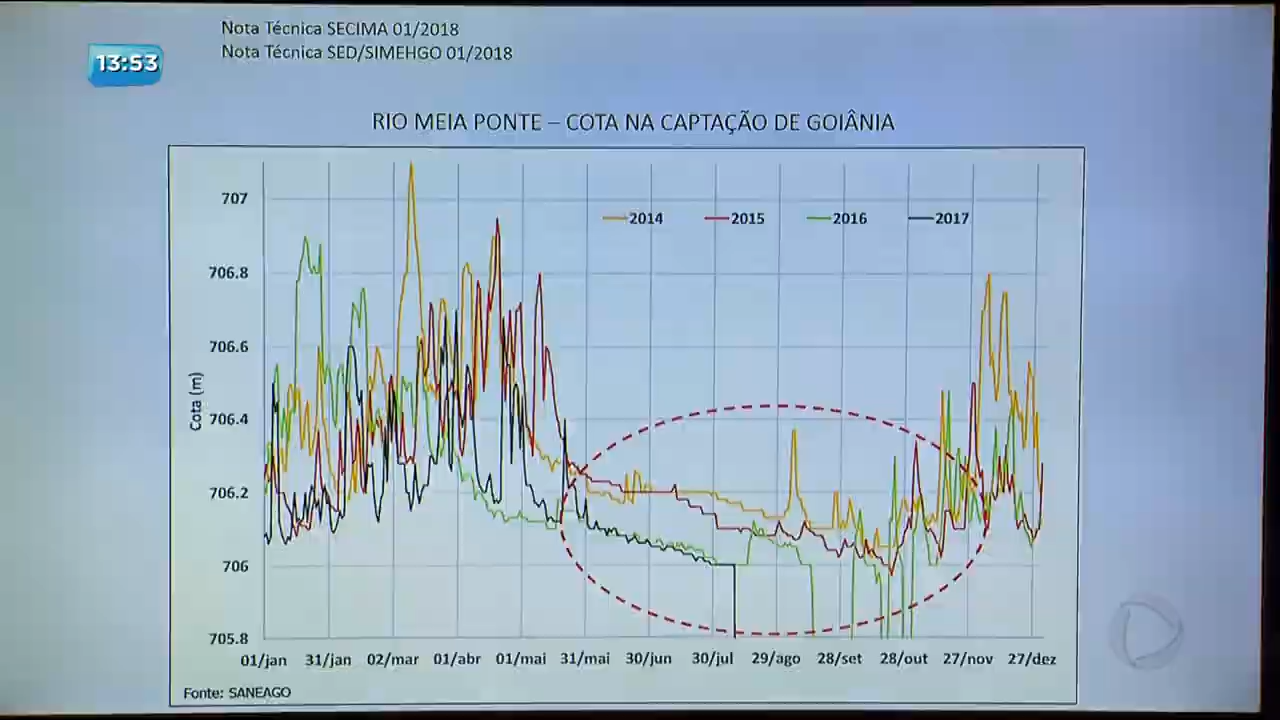 Nota Técnica SECIMA 01/2018
Nota Técnica SED/SIMEHGO 01/2018
13:53
RIO MEIA PONTE – COTA NA CAPTAÇÃO DE GOIÂNIA
707
2014 2015 2016 2017
706.8
706.6
Cota (m)
706.4
706.2
706
705.8
01/jan 31/jan 02/mar 01/abr 01/mai 31/mai 30/jun 30/jul 29/ago 28/set 28/out 27/nov 27/dez
Fonte: SANEAGO